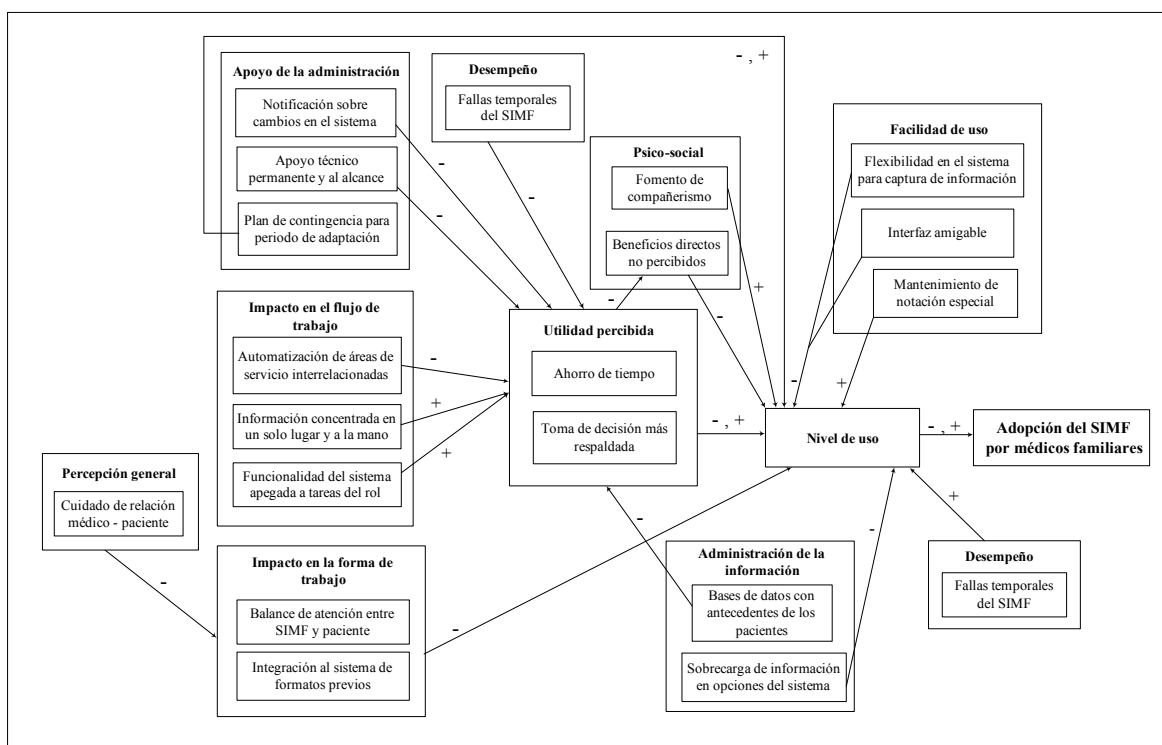 - , +
Apoyo de la administración
Notificación sobre
cambios en el sistema
Apoyo técnico
permanente y al alcance
Plan de contingencia para
periodo de adaptación
Desempeño
Fallas temporales
del SIMF
-
-
-
Psico-social
Fomento de
compañerismo
Beneficios directos
no percibidos
-
-
+
Facilidad de uso
Flexibilidad en el sistema
para captura de información
Interfaz amigable
Mantenimiento de
notación especial
-
+
Impacto en el flujo de
trabajo
Automatización de áreas de
servicio interrelacionadas
Información concentrada en
un solo lugar y a la mano
Funcionalidad del sistema
apegada a tareas del rol
-
+
+
Utilidad percibida
Ahorro de tiempo
Toma de decisión más
respaldada
- , +
Nivel de uso
- , +
Adopción del SIMF
por médicos familiares
Percepción general
Cuidado de relación
médico - paciente
-
Impacto en la forma de
trabajo
Balance de atención entre
SIMF y paciente
Integración al sistema de
formatos previos
-
-
Administración de la
información
Bases de datos con
antecedentes de los
pacientes
Sobrecarga de información
en opciones del sistema
-
+
Desempeño
Fallas temporales
del SIMF